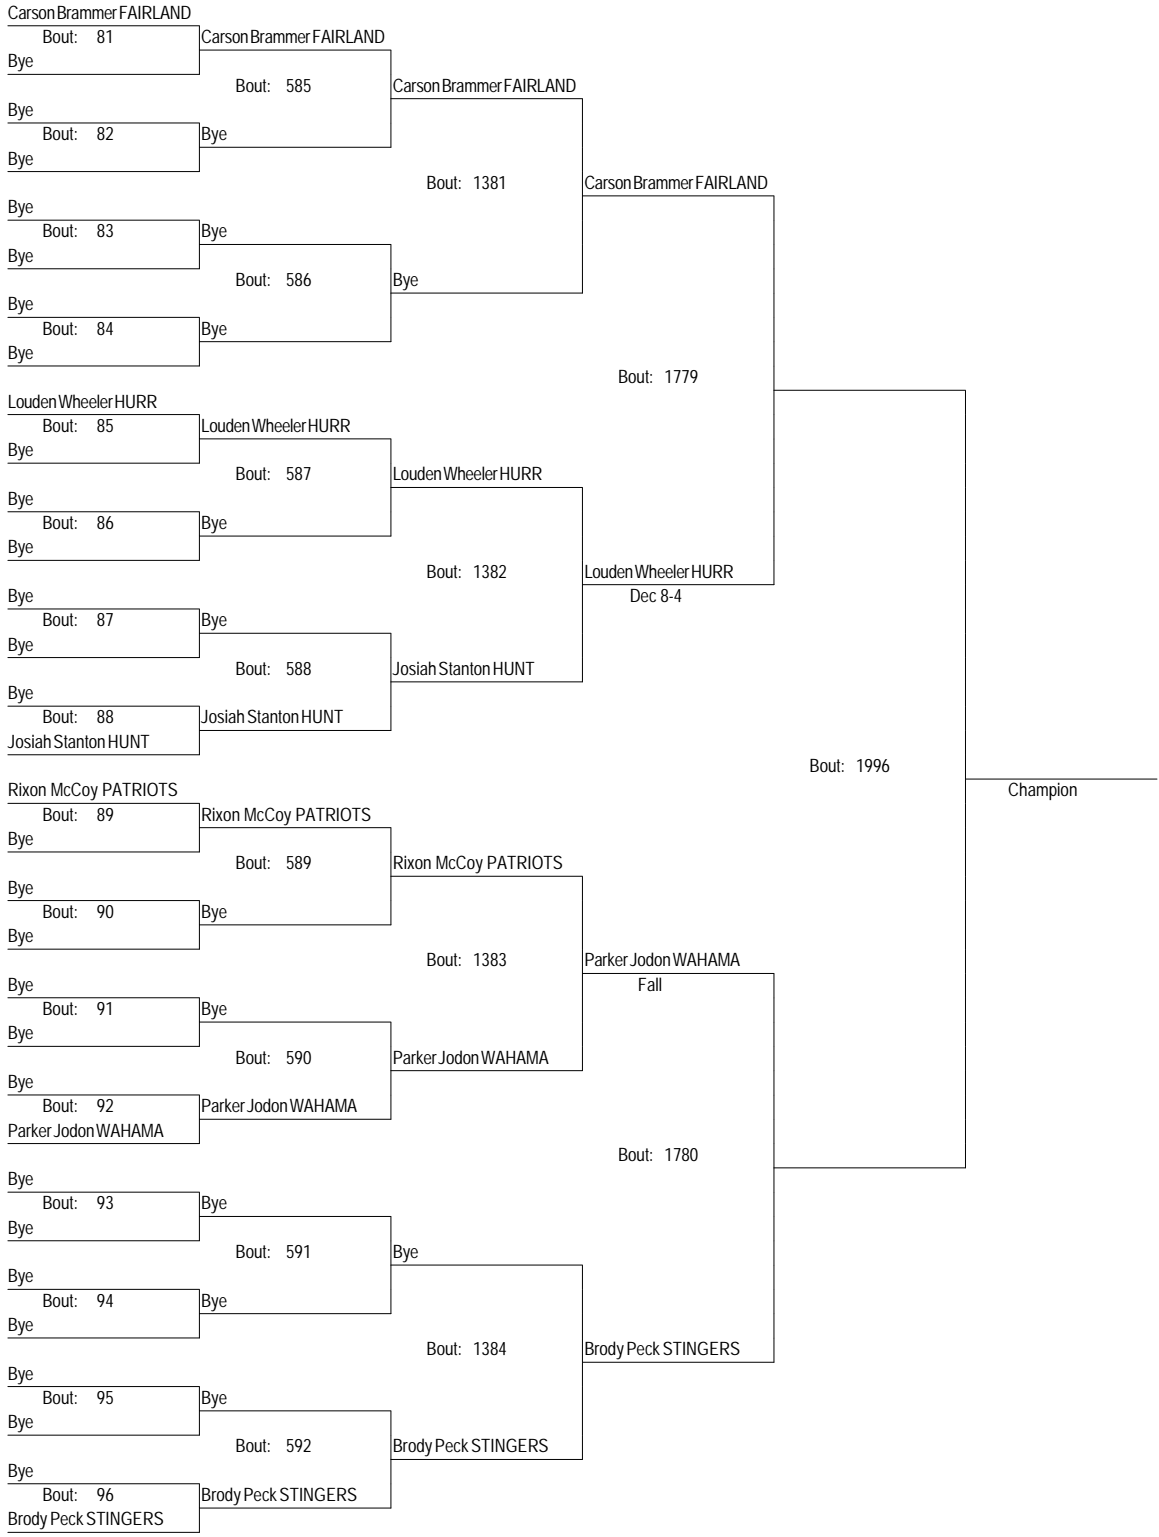 Carson Brammer FAIRLAND
Bout: 81
Carson Brammer FAIRLAND
Bye
Bout: 585
Carson Brammer FAIRLAND
Bye
Bout: 82
Bye
Bye
Bout: 1381
Carson Brammer FAIRLAND
Bye
Bout: 83
Bye
Bye
Bout: 586
Bye
Bye
Bout: 84
Bye
Bye
Bout: 1779
Louden Wheeler HURR
Bout: 85
Louden Wheeler HURR
Bye
Bout: 587
Louden Wheeler HURR
Bye
Bout: 86
Bye
Bye
Bout: 1382
Louden Wheeler HURR
Bye
Dec 8-4
Bout: 87
Bye
Bye
Bout: 588
Josiah Stanton HUNT
Bye
Bout: 88
Josiah Stanton HUNT
Josiah Stanton HUNT
Bout: 1996
Champion
Rixon McCoy PATRIOTS
Bout: 89
Rixon McCoy PATRIOTS
Bye
Bout: 589
Rixon McCoy PATRIOTS
Bye
Bout: 90
Bye
Bye
Bout: 1383
Parker Jodon WAHAMA
Bye
Fall
Bout: 91
Bye
Bye
Bout: 590
Parker Jodon WAHAMA
Bye
Bout: 92
Parker Jodon WAHAMA
Parker Jodon WAHAMA
Bout: 1780
Bye
Bout: 93
Bye
Bye
Bout: 591
Bye
Bye
Bout: 94
Bye
Bye
Bout: 1384
Brody Peck STINGERS
Bye
Bout: 95
Bye
Bye
Bout: 592
Brody Peck STINGERS
Bye
Bout: 96
Brody Peck STINGERS
Brody Peck STINGERS